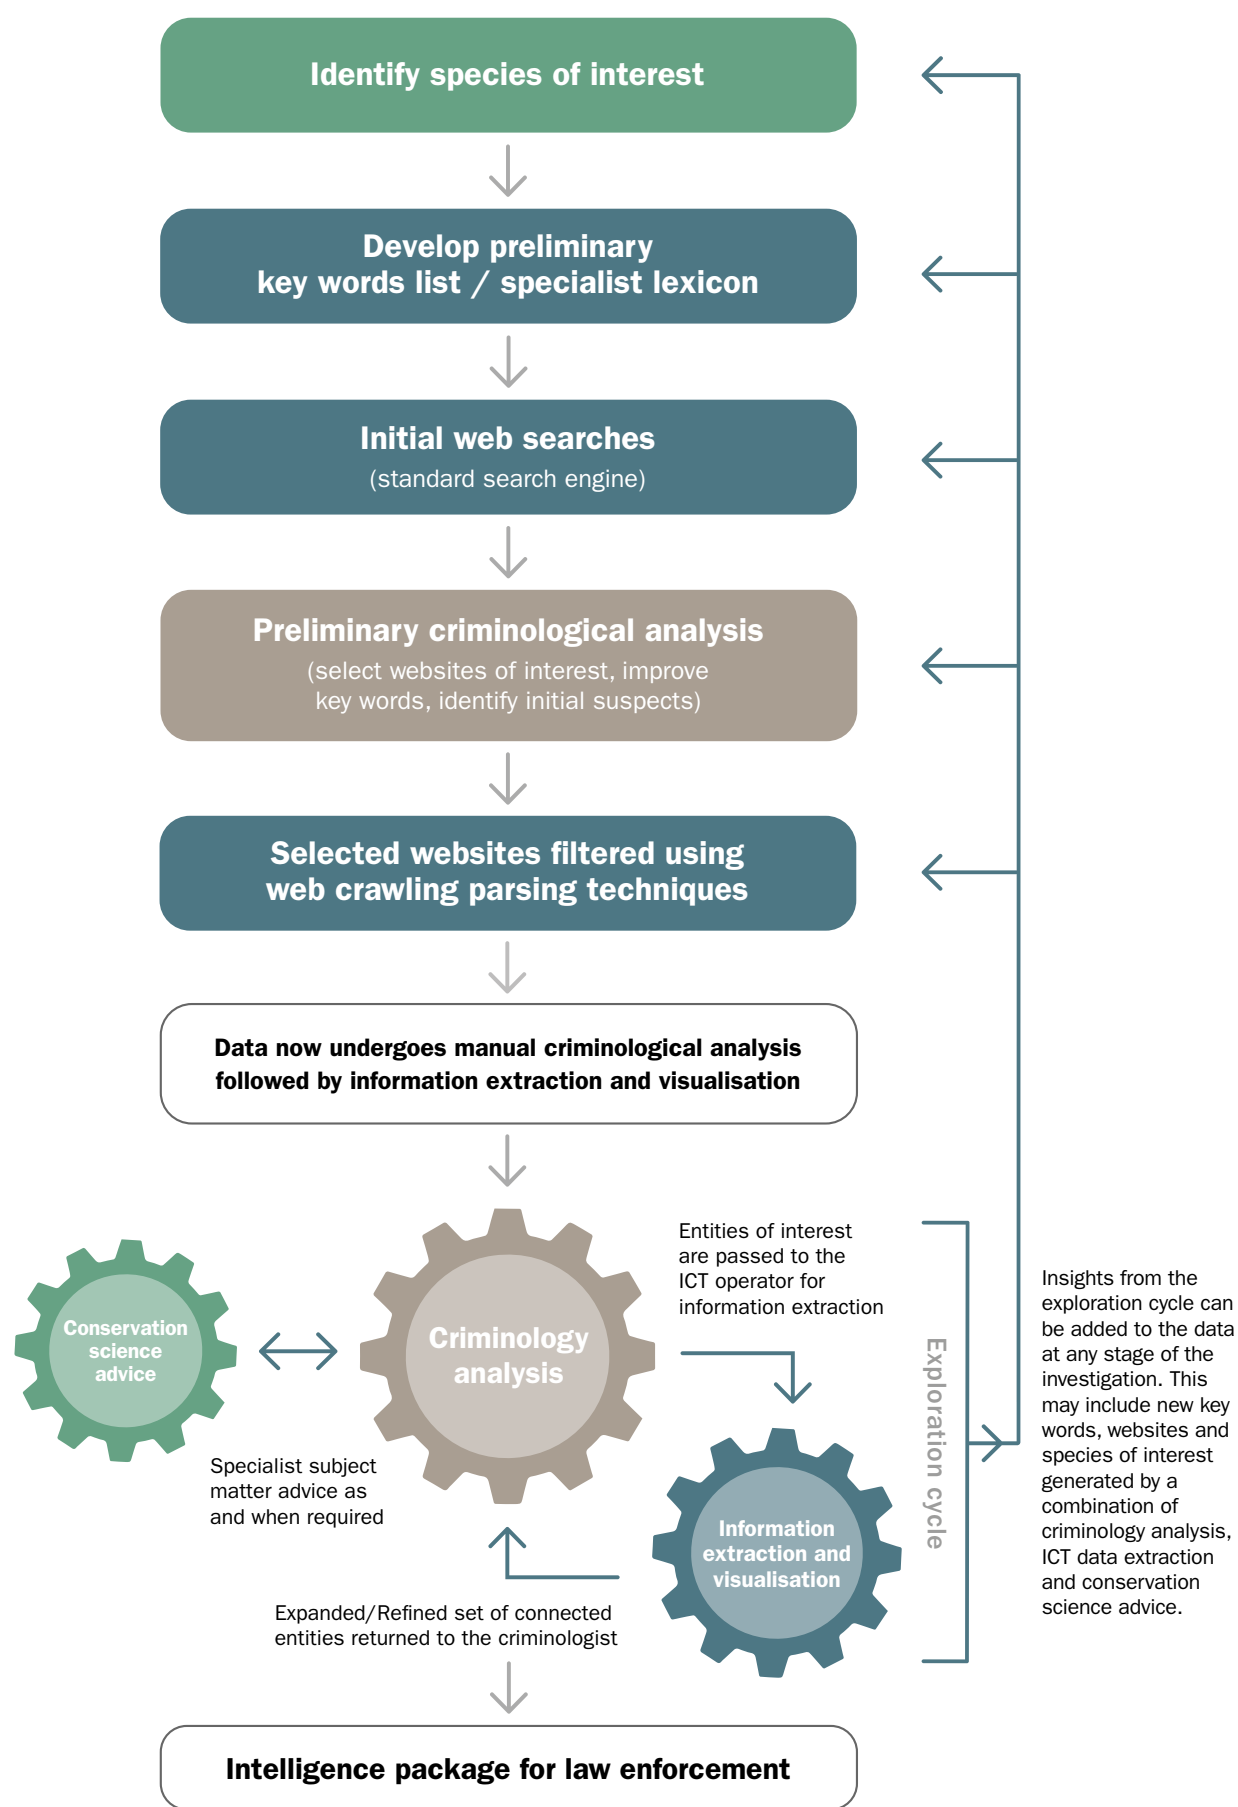 Identify species of interest
Develop preliminary
key words list / specialist lexicon
Initial web searches
(standard search engine)
Preliminary criminological analysis
(select websites of interest, improve
key words, identify initial suspects)
Selected websites filtered using
web crawling parsing techniques
Data now undergoes manual criminological analysis
followed by information extraction and visualisation
Conservation
science
advice
Criminology
analysis
Entities of interest
are passed to the
ICT operator for
information extraction
Specialist subject
matter advice as
and when required
Information
extraction and
visualisation
Expanded/Refined set of connected
entities returned to the criminologist
Exploration cycle
Insights from the
exploration cycle can
be added to the data
at any stage of the
investigation. This
may include new key
words, websites and
species of interest
generated by a
combination of
criminology analysis,
ICT data extraction
and conservation
science advice.
Intelligence package for law enforcement